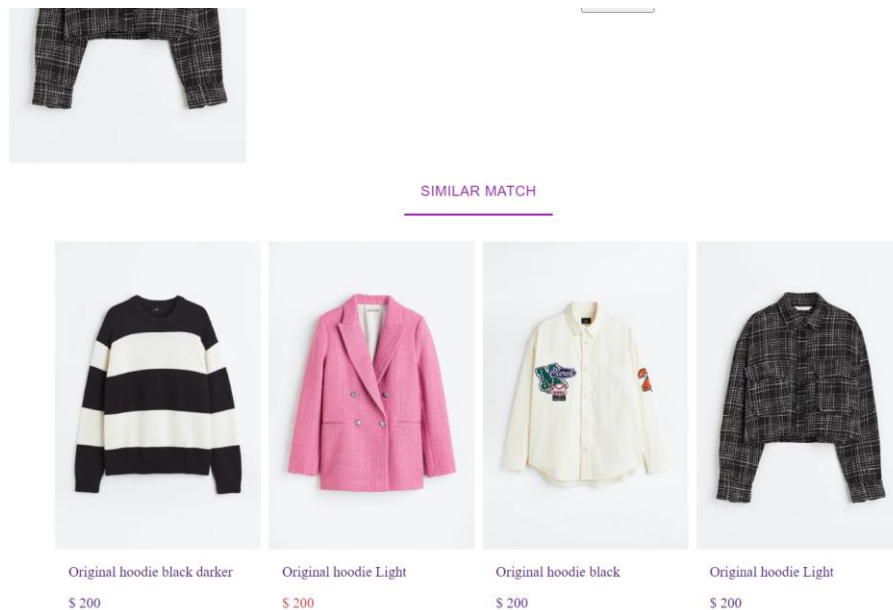 SIMILAR MATCH
Original hoodie black darker
Original hoodie Light
Original hoodie black
Original hoodie Light
$ 200
$ 200
$ 200
$ 200